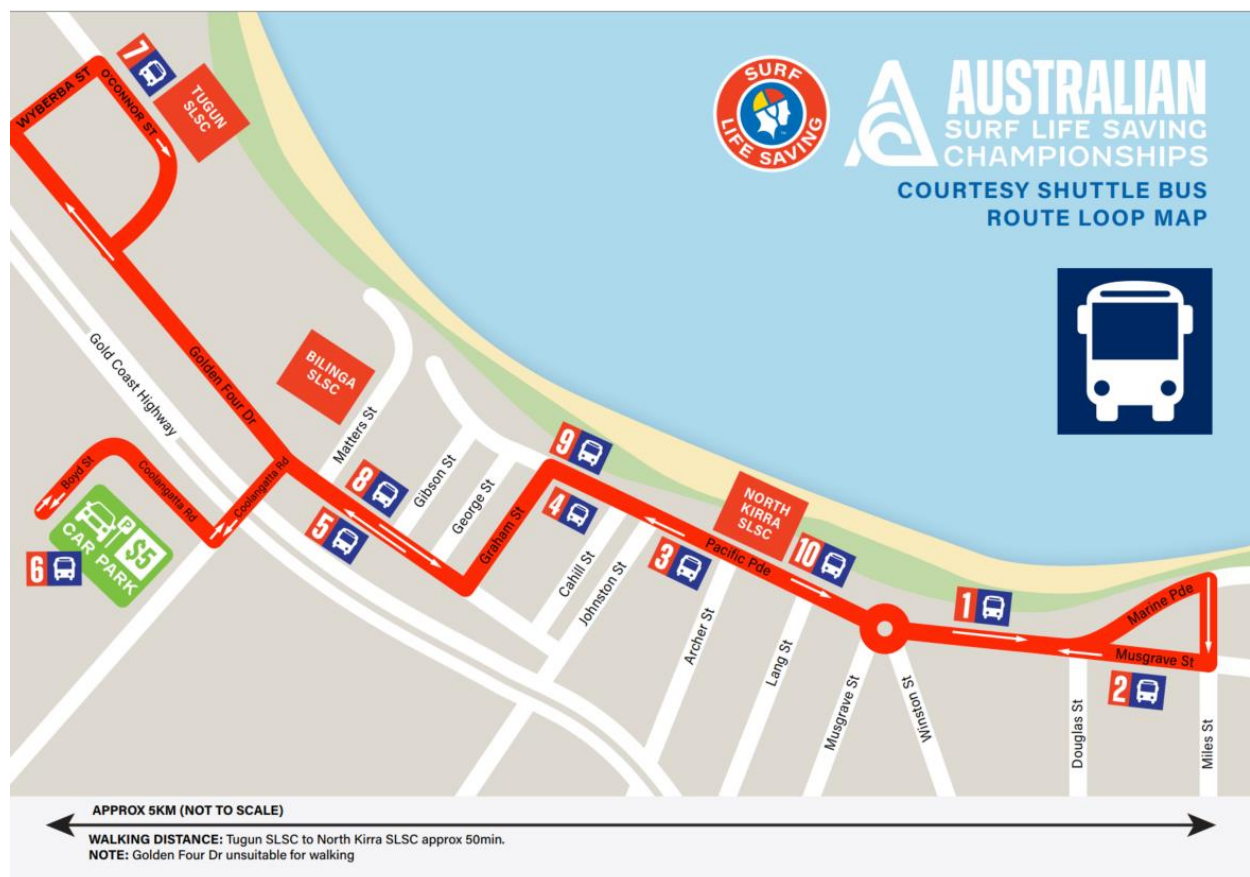 SURF
LIFE SAVING
AUSTRALIAN
SURF LIFE SAVING
CHAMPIONSHIPS
COURTESY SHUTTLE BUS
ROUTE LOOP MAP
7
TUGUN
SLSC
WYBERBA ST
O'CONNOR ST
Gold Coast Highway
Golden Four Dr
BILINGA
SLSC
Matters St
Gibson St
George St
Graham St
8
5
9
4
Boyd St
Coolangatta Rd
Coolangatta Rd
6
P
$5
CAR PARK
Cahill St
Johnston St
3
NORTH
KIRRA
SLSC
10
Pacific Pde
Archer St
Lang St
Musgrave St
Winston St
1
Marine Pde
Musgrave St
2
Douglas St
Miles St
APPROX 5KM (NOT TO SCALE)
WALKING DISTANCE: Tugun SLSC to North Kirra SLSC approx 50min.
NOTE: Golden Four Dr unsuitable for walking